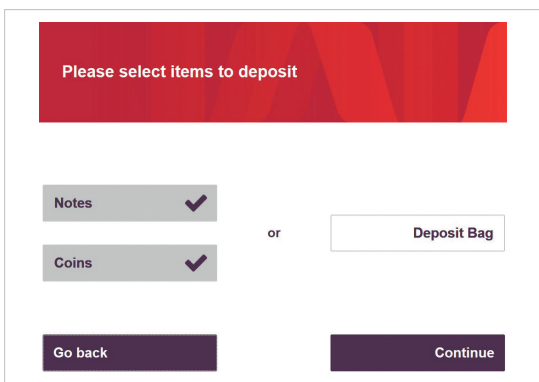 Please select items to deposit
Notes
or
Deposit Bag
Coins
Go back
Continue